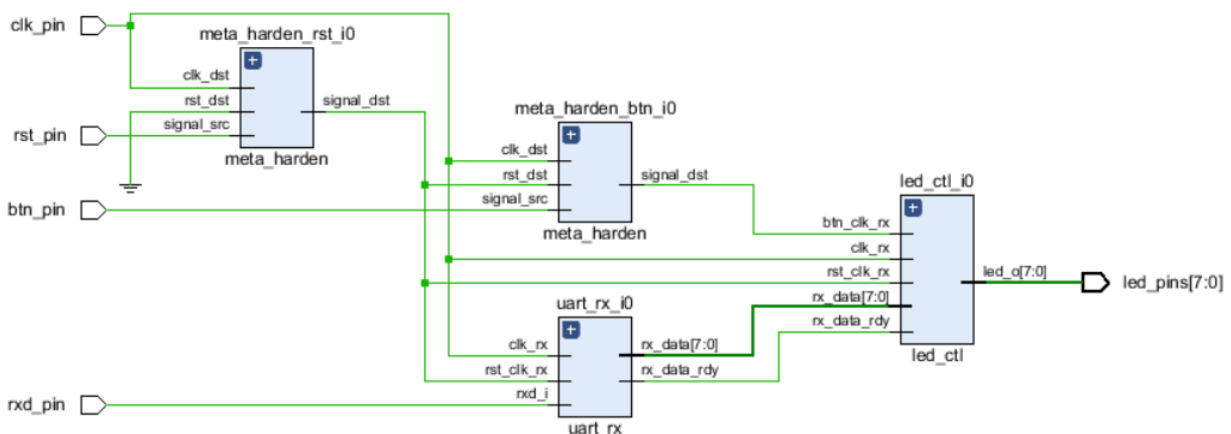 clk_pin
meta_harden_rst_i0
clk_dst
rst_dst
signal_dst
rst_pin
signal_src
meta_harden
meta_harden_btn_i0
clk_dst
rst_dst
signal_dst
btn_pin
signal_src
meta_harden
led_ctl_i0
btn_clk_rx
clk_rx
rst_clk_rx
led_o[7:0]
led_pins[7:0]
rx_data[7:0]
rx_data_rdy
led_ctl
uart_rx_i0
clk_rx
rx_data[7:0]
rst_clk_rx
rx_data_rdy
rxd_pin
rxd_i
uart_rx